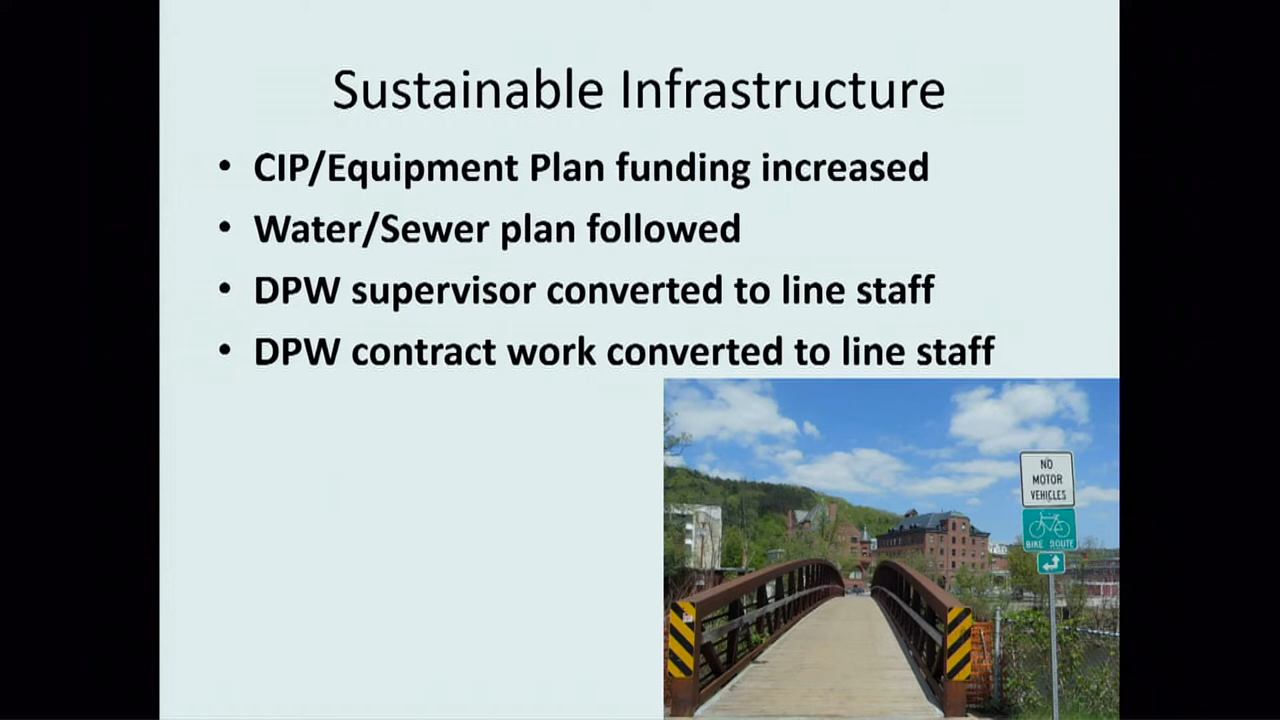 Sustainable Infrastructure
• CIP/Equipment Plan funding increased
• Water/Sewer plan followed
• DPW supervisor converted to line staff
• DPW contract work converted to line staff
NO
MOTOR
VEHICLES
BIKE ROUTE